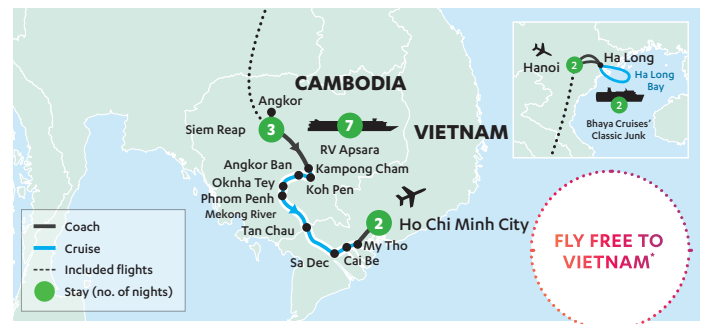 CAMBODIA
Angkor
Siem Reap
3
7
RV Apsara
VIETNAM
Angkor Ban
Kampong Cham
Oknha Tey
Koh Pen
Phnom Penh
Mekong River
Tan Chau
2
Ho Chi Minh City
My Tho
Cai Be
Sa Dec
Coach
Cruise
Included flights
Stay (no. of nights)
Hanoi
2
Ha Long
Ha Long
Bay
2
Bhaya Cruises'
Classic Junk
FLY FREE TO
VIETNAM*